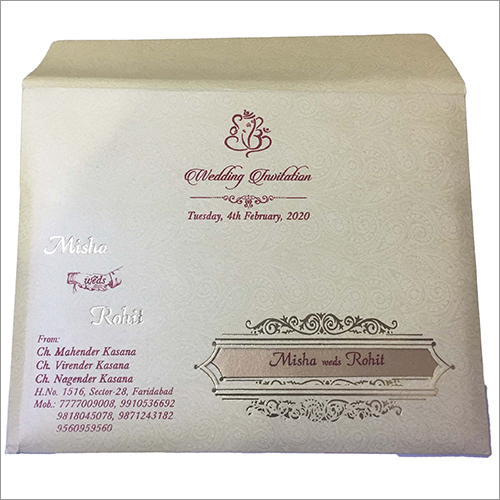 Wedding Invitation
Tuesday, 4th February, 2020
Misha
weds
Rohit
From:
Ch. Mahender Kasana
Ch. Virender Kasana
Ch. Nagender Kasana
H.No. 1516, Sector-28, Faridabad
Mob.: 7777009008, 9910536692
9818045078, 9871243182
9560959560
Misha weds Rohit